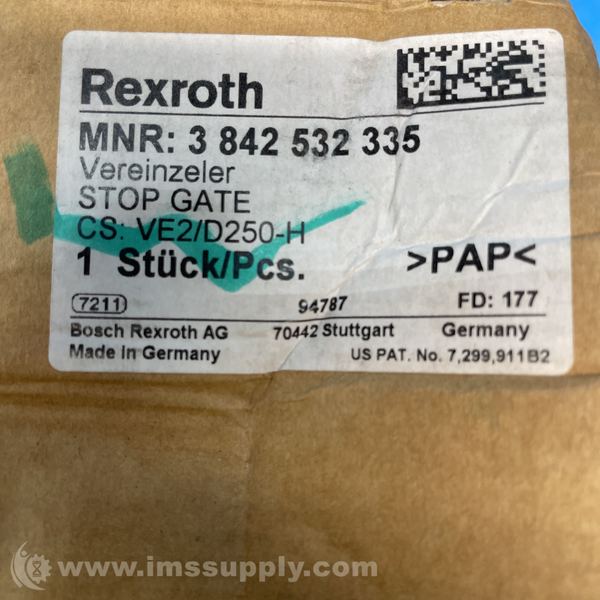 Rexroth
MNR: 3 842 532 335
Vereinzeler
STOP GATE
CS: VE2/D250-H
1 Stück/Pcs. >PAP<
7211 94787 FD: 177
Bosch Rexroth AG 70442 Stuttgart Germany
Made in Germany US PAT. No. 7,299,911B2
www.imssupply.com